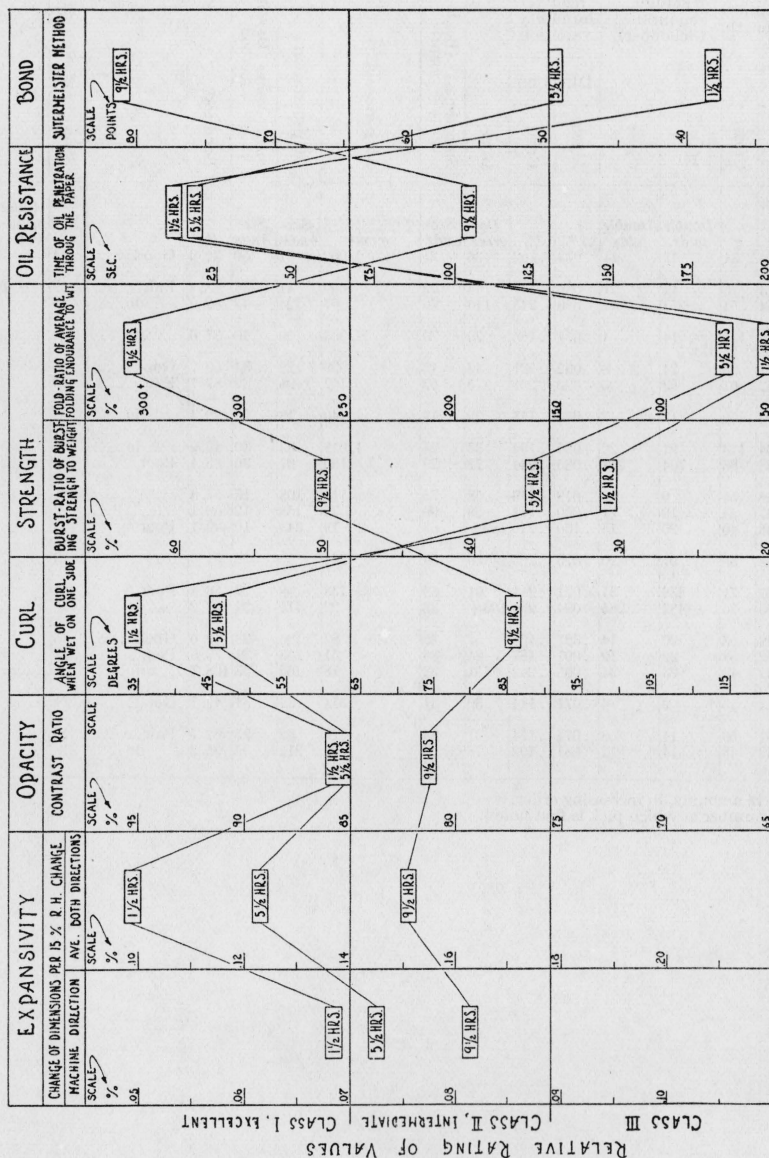 EXPANSIVITY
CHANGE OF DIMENSIONS PER 15 % R.H. CHANGE
MACHINE DIRECTION
AVE. BOTH DIRECTIONS
SCALE
%
.05
.06
.07
.08
.09
.10
1½ HRS.
5½ HRS.
9½ HRS.
SCALE
%
.10
.12
.14
.16
.18
.20
1½ HRS.
5½ HRS.
9½ HRS.
OPACITY
CONTRAST RATIO
SCALE
%
SCALE
95
90
85
80
75
70
65
1½ HRS.
5½ HRS.
9½ HRS.
CURL
ANGLE OF CURL
WHEN WET ON ONE SIDE
SCALE
DEGREES
35
45
55
65
75
85
95
105
115
1½ HRS.
5½ HRS.
9½ HRS.
STRENGTH
BURST-RATIO OF BURST-
ING STRENGTH TO WEIGHT
SCALE
%
60
50
40
30
20
9½ HRS.
5½ HRS.
1½ HRS.
FOLD-RATIO OF AVERAGE
FOLDING ENDURANCE TO WT.
SCALE
%
300+
300
250
200
150
100
50
9½ HRS.
5½ HRS.
1½ HRS.
OIL RESISTANCE
TIME OF OIL PENETRATION
THROUG THE PAPER
SCALE
SEC.
25
50
75
100
125
150
175
200
1½ HRS.
5½ HRS.
9½ HRS.
BOND
SUTERMEISTER METHOD
SCALE
POINTS
80
70
60
50
40
9½ HRS.
5½ HRS.
1½ HRS.
RELATIVE RATING OF VALUES
CLASS I, EXCELLENT
CLASS II, INTERMEDIATE
CLASS III